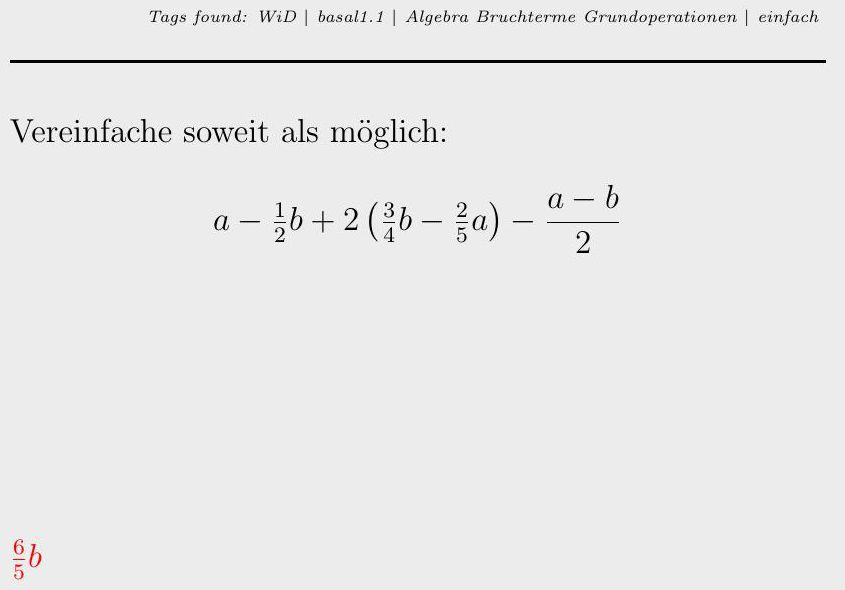 Tags found: WiD | basal1.1 | Algebra Bruchterme Grundoperationen | einfach
Vereinfache soweit als möglich:
a − \frac{1}{2}b + 2 \left( \frac{3}{4}b − \frac{2}{5}a \right) − \frac{a − b}{2}
\frac{6}{5}b